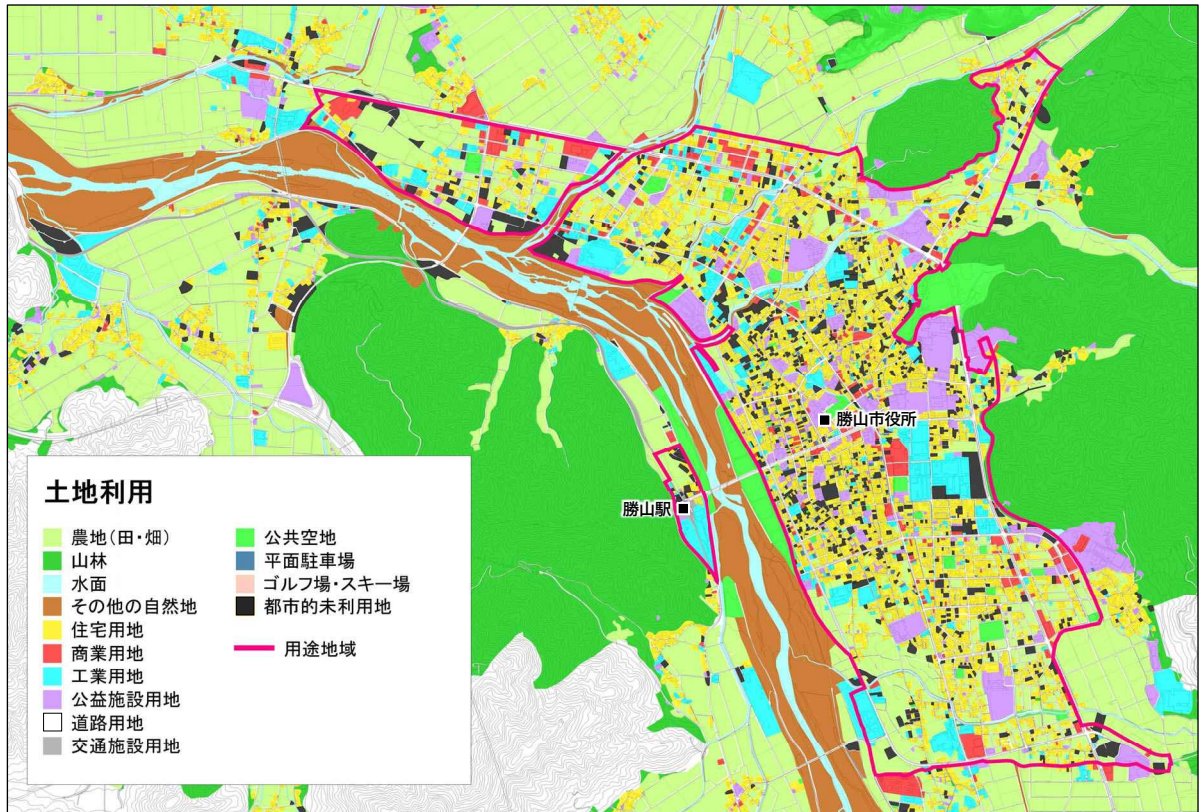 勝山市役所
勝山駅
土地利用
農地(田・畑)
山林
水面
その他の自然地
住宅用地
商業用地
工業用地
公益施設用地
道路用地
交通施設用地
公共空地
平面駐車場
ゴルフ場・スキー場
都市的未利用地
用途地域